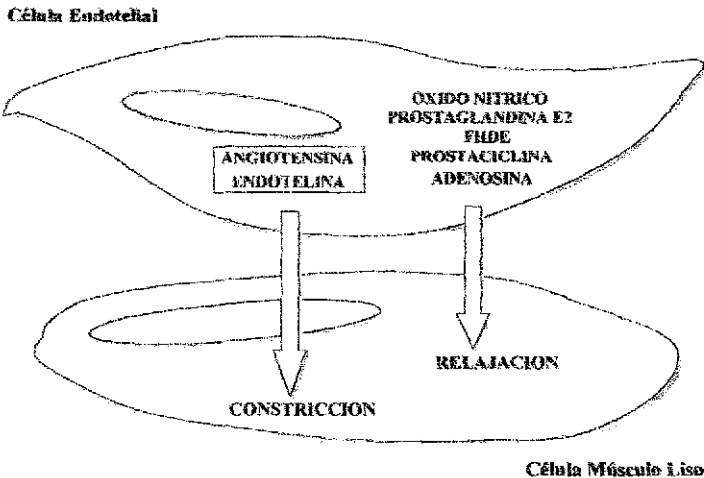 Célula Endotelial
OXIDO NITRICO
PROSTAGLANDINA E2
FHDE
PROSTACICLINA
ADENOSINA
ANGIOTENSINA
ENDOTELINA
RELAJACION
CONSTRICCION
Célula Músculo Liso